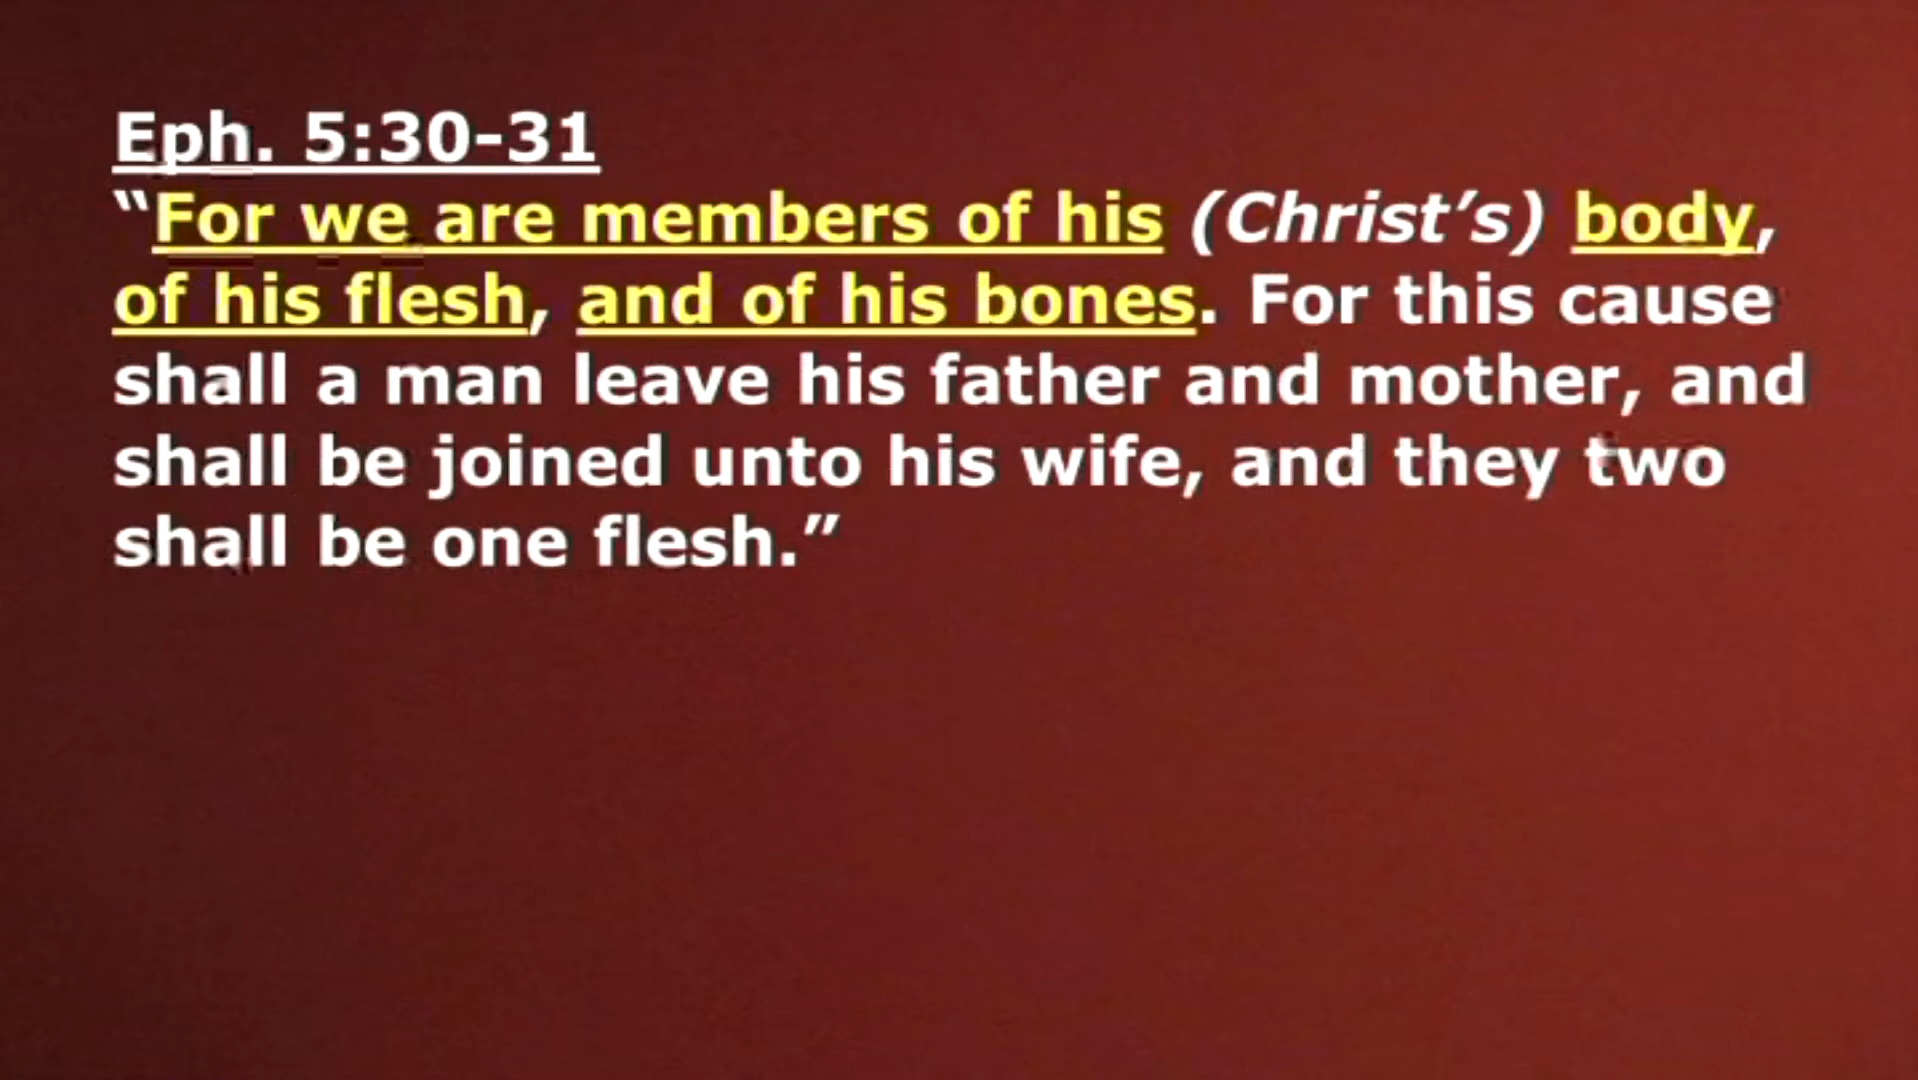 Eph. 5:30-31
“For we are members of his (Christ’s) body,
of his flesh, and of his bones. For this cause
shall a man leave his father and mother, and
shall be joined unto his wife, and they two
shall be one flesh.”